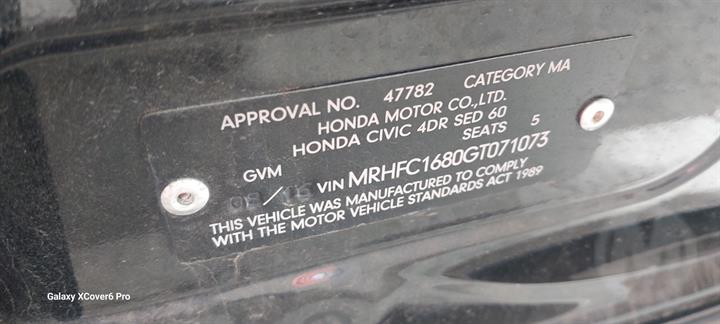 APPROVAL NO. 47782 CATEGORY MA
HONDA MOTOR CO.,LTD.
HONDA CIVIC 4DR SED 60
SEATS 5
GVM
VIN MRHFC1680GT071073
THIS VEHICLE WAS MANUFACTURED TO COMPLY
WITH THE MOTOR VEHICLE STANDARDS ACT 1989
Galaxy XCover6 Pro